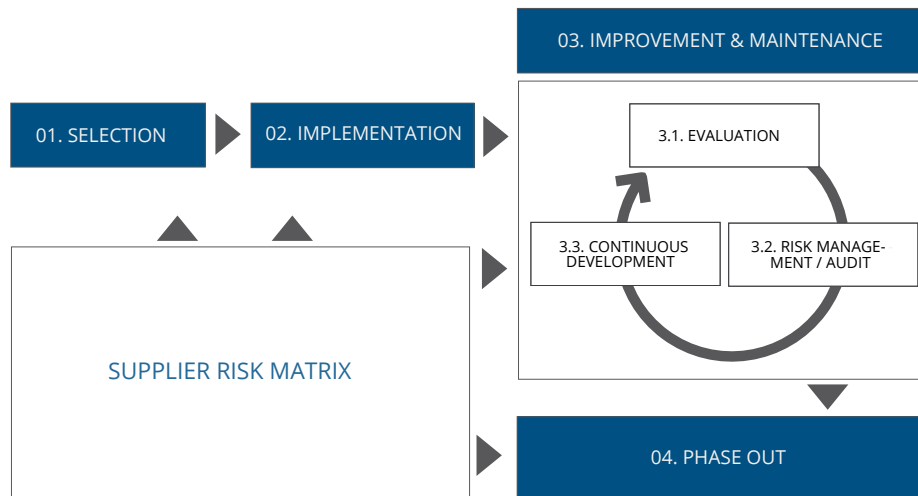 03. IMPROVEMENT & MAINTENANCE
01. SELECTION
02. IMPLEMENTATION
3.1. EVALUATION
3.3. CONTINUOUS
DEVELOPMENT
3.2. RISK MANAGE-
MENT / AUDIT
SUPPLIER RISK MATRIX
04. PHASE OUT